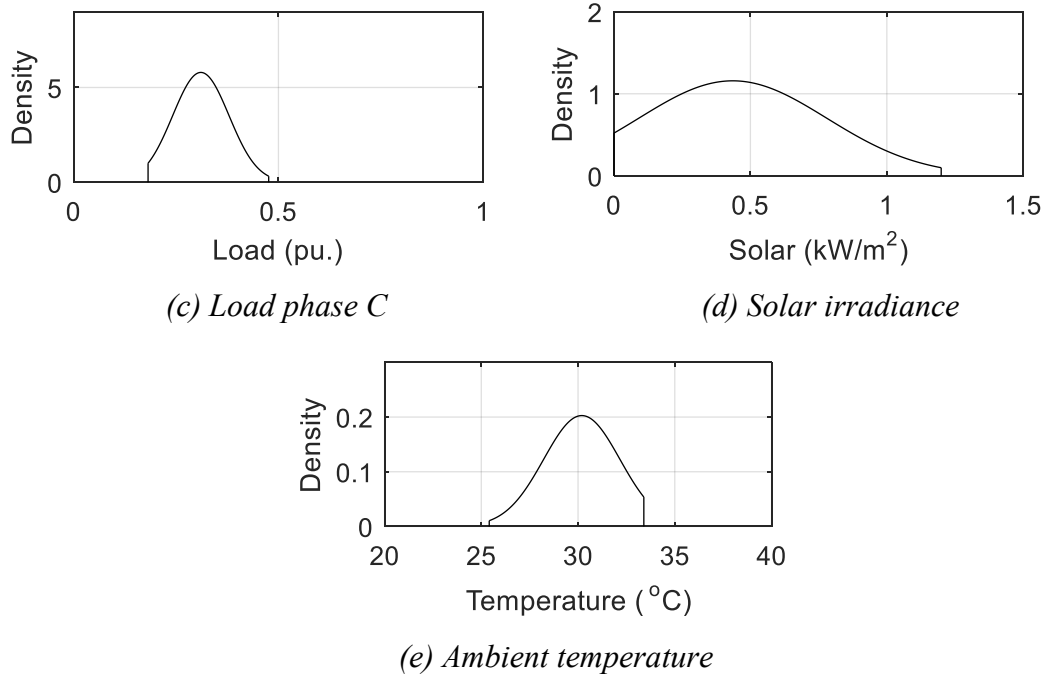 Density
5
0
0
0.5
1
Load (pu.)
(c) Load phase C
Density
2
1
0
0
0.5
1
1.5
Solar (kW/m²)
(d) Solar irradiance
Density
0.2
0.1
0
20
25
30
35
40
Temperature (°C)
(e) Ambient temperature